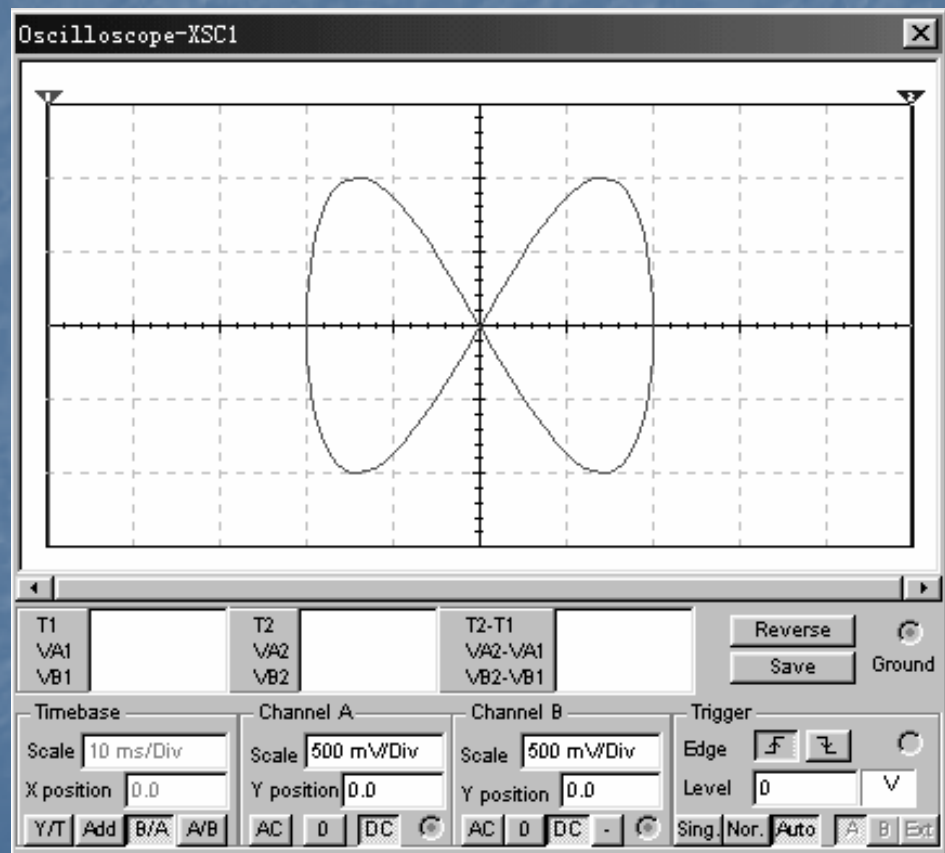 Oscilloscope-XSC1
1 2
T1 T2 T2-T1 Reverse
VA1 VA2 VA2-VA1 Ground
VB1 VB2 VB2-VB1 Save
Timebase Channel A Channel B Trigger
Scale 10 ms/Div Scale 500 mV/Div Scale 500 mV/Div Edge
X position 0.0 Y position 0.0 Y position 0.0 Level 0 V
Y/T Add B/A A/B AC 0 DC AC 0 DC - Sing. Nor. Auto A B Ext